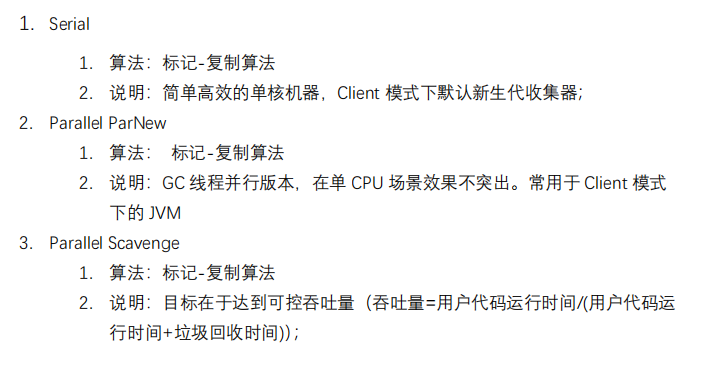 1. Serial
1. 算法：标记-复制算法
2. 说明：简单高效的单核机器，Client 模式下默认新生代收集器；
2. Parallel ParNew
1. 算法： 标记-复制算法
2. 说明：GC 线程并行版本，在单 CPU 场景效果不突出。常用于 Client 模式
下的 JVM
3. Parallel Scavenge
1. 算法：标记-复制算法
2. 说明：目标在于达到可控吞吐量（吞吐量=用户代码运行时间/(用户代码运
行时间+垃圾回收时间)）；